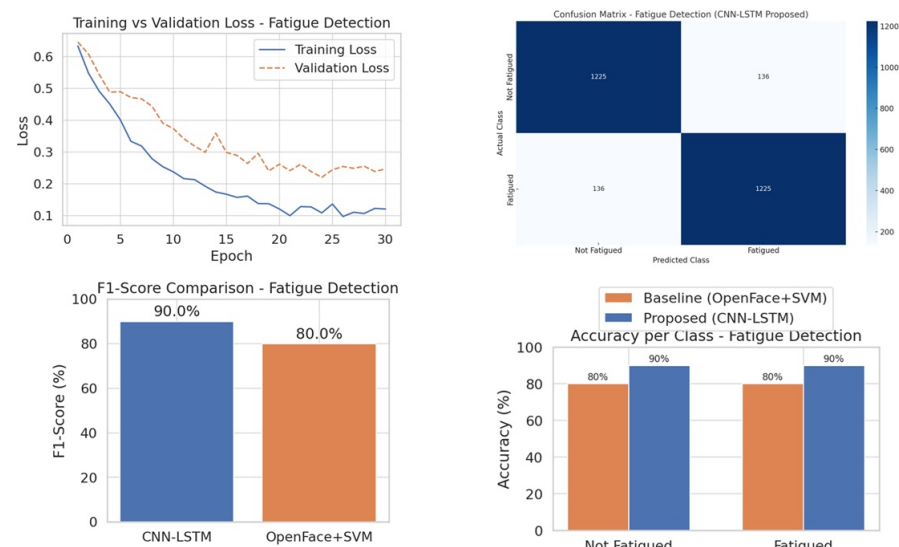 Training vs Validation Loss - Fatigue Detection
Training Loss
Validation Loss
0.6
0.5
0.4
0.3
0.2
0.1
Loss
0 5 10 15 20 25 30
Epoch
Confusion Matrix - Fatigue Detection (CNN-LSTM Proposed)
Not Fatigued
Fatigued
Actual Class
1225 136
136 1225
Not Fatigued Fatigued
Predicted Class
1200
1000
800
600
400
200
F1-Score Comparison - Fatigue Detection
100
80
60
40
20
0
F1-Score (%)
90.0%
80.0%
CNN-LSTM OpenFace+SVM
Baseline (OpenFace+SVM)
Proposed (CNN-LSTM)
Accuracy per Class - Fatigue Detection
100
80
60
40
20
0
Accuracy (%)
80% 90% 80% 90%
Not Fatigued Fatigued